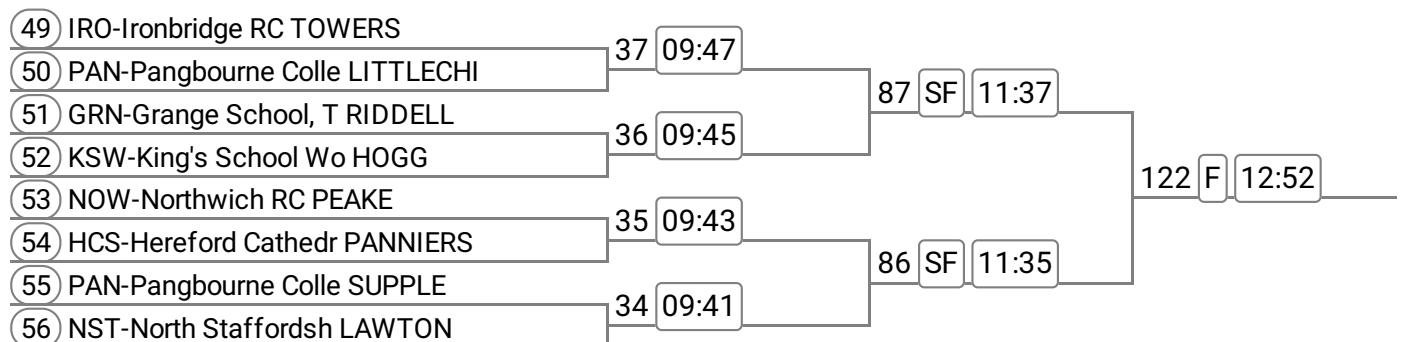 49 IRO-Ironbridge RC TOWERS
37 09:47
50 PAN-Pangbourne Colle LITTLECHI
87 SF 11:37
51 GRN-Grange School, T RIDDELL
36 09:45
52 KSW-King's School Wo HOGG
122 F 12:52
53 NOW-Northwich RC PEAKE
35 09:43
54 HCS-Hereford Cathedr PANNIERS
86 SF 11:35
55 PAN-Pangbourne Colle SUPPLE
34 09:41
56 NST-North Staffordsh LAWTON